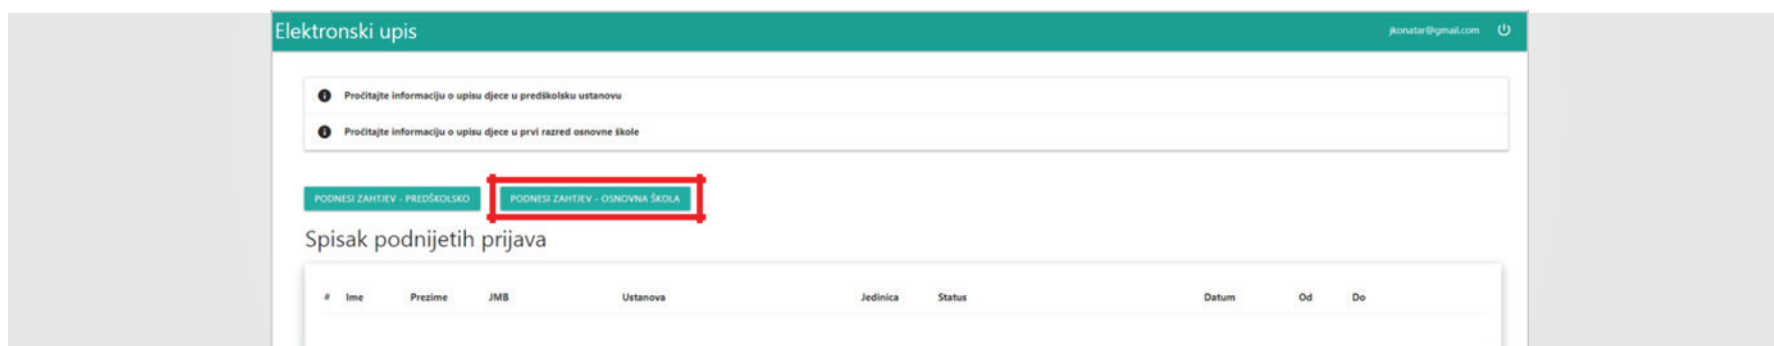 Elektronski upis
jkonatar@gmail.com
Pročitajte informaciju o upisu djece u predškolsku ustanovu
Pročitajte informaciju o upisu djece u prvi razred osnovne škole
PODNESI ZAHTJEV - PREDŠKOLSKO
PODNESI ZAHTJEV - OSNOVNA ŠKOLA
Spisak podnijetih prijava
# Ime Prezime JMB Ustanova Jedinica Status Datum Od Do